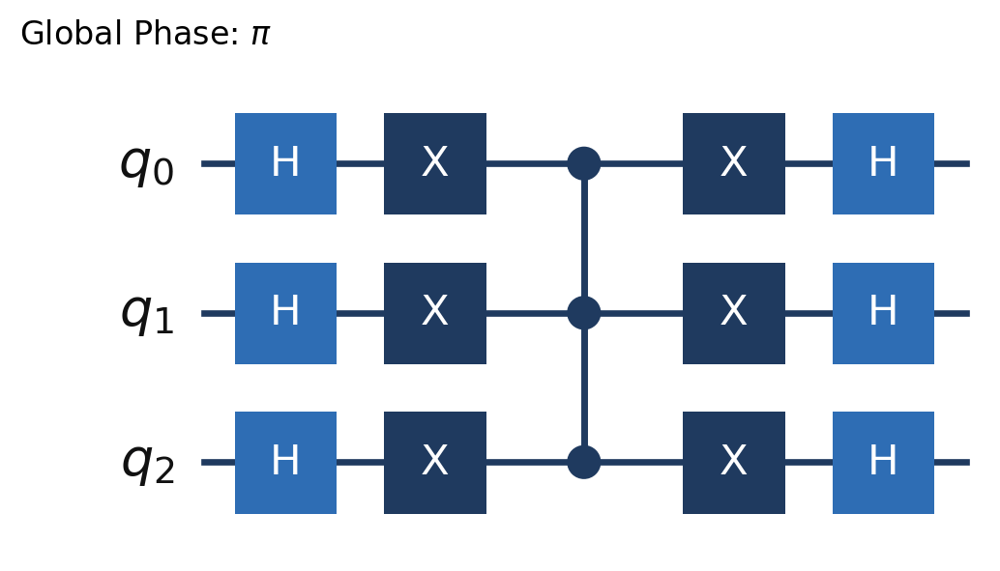 Global Phase: π
q₀ H X X H
q₁ H X X H
q₂ H X X H